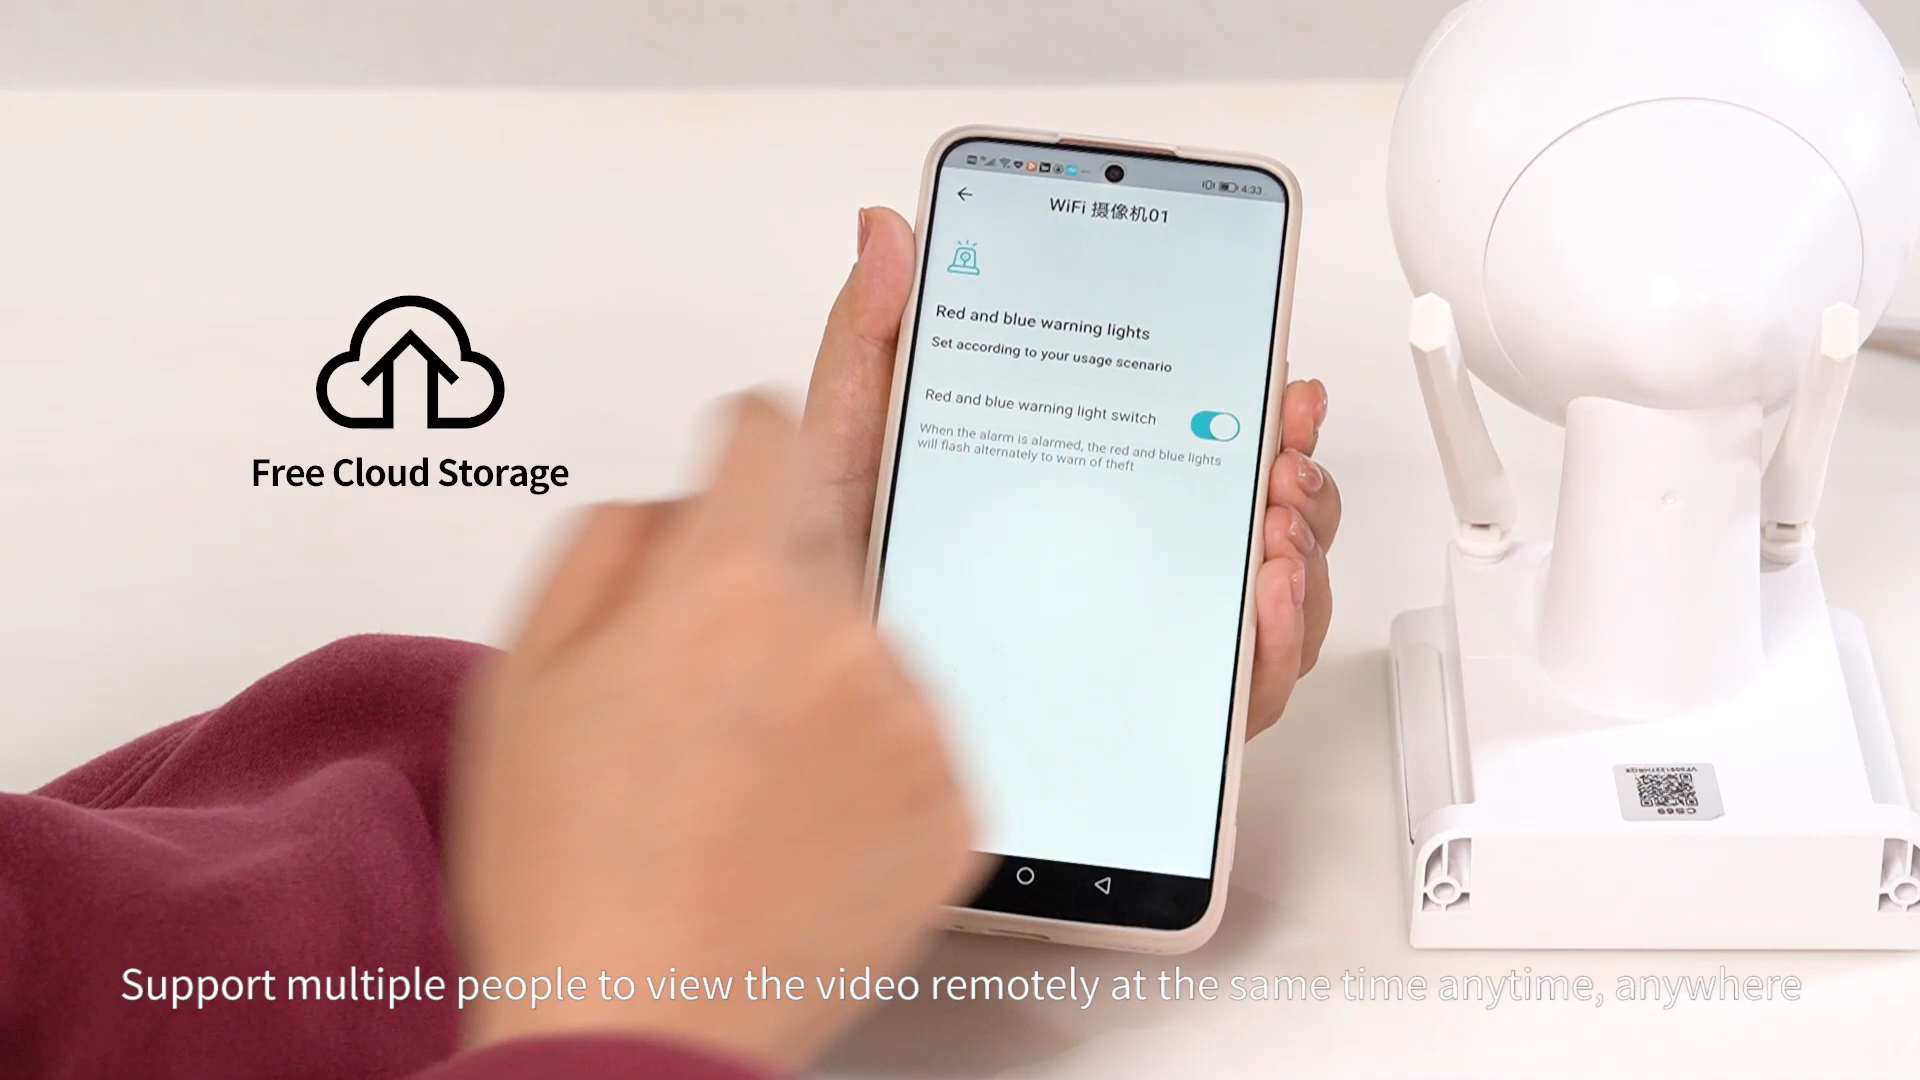 4:33
WiFi 摄像机01
Red and blue warning lights
Set according to your usage scenario
Red and blue warning light switch
When the alarm is alarmed, the red and blue lights
will flash alternately to warn of theft
Free Cloud Storage
CS69
Support multiple people to view the video remotely at the same time anytime, anywhere